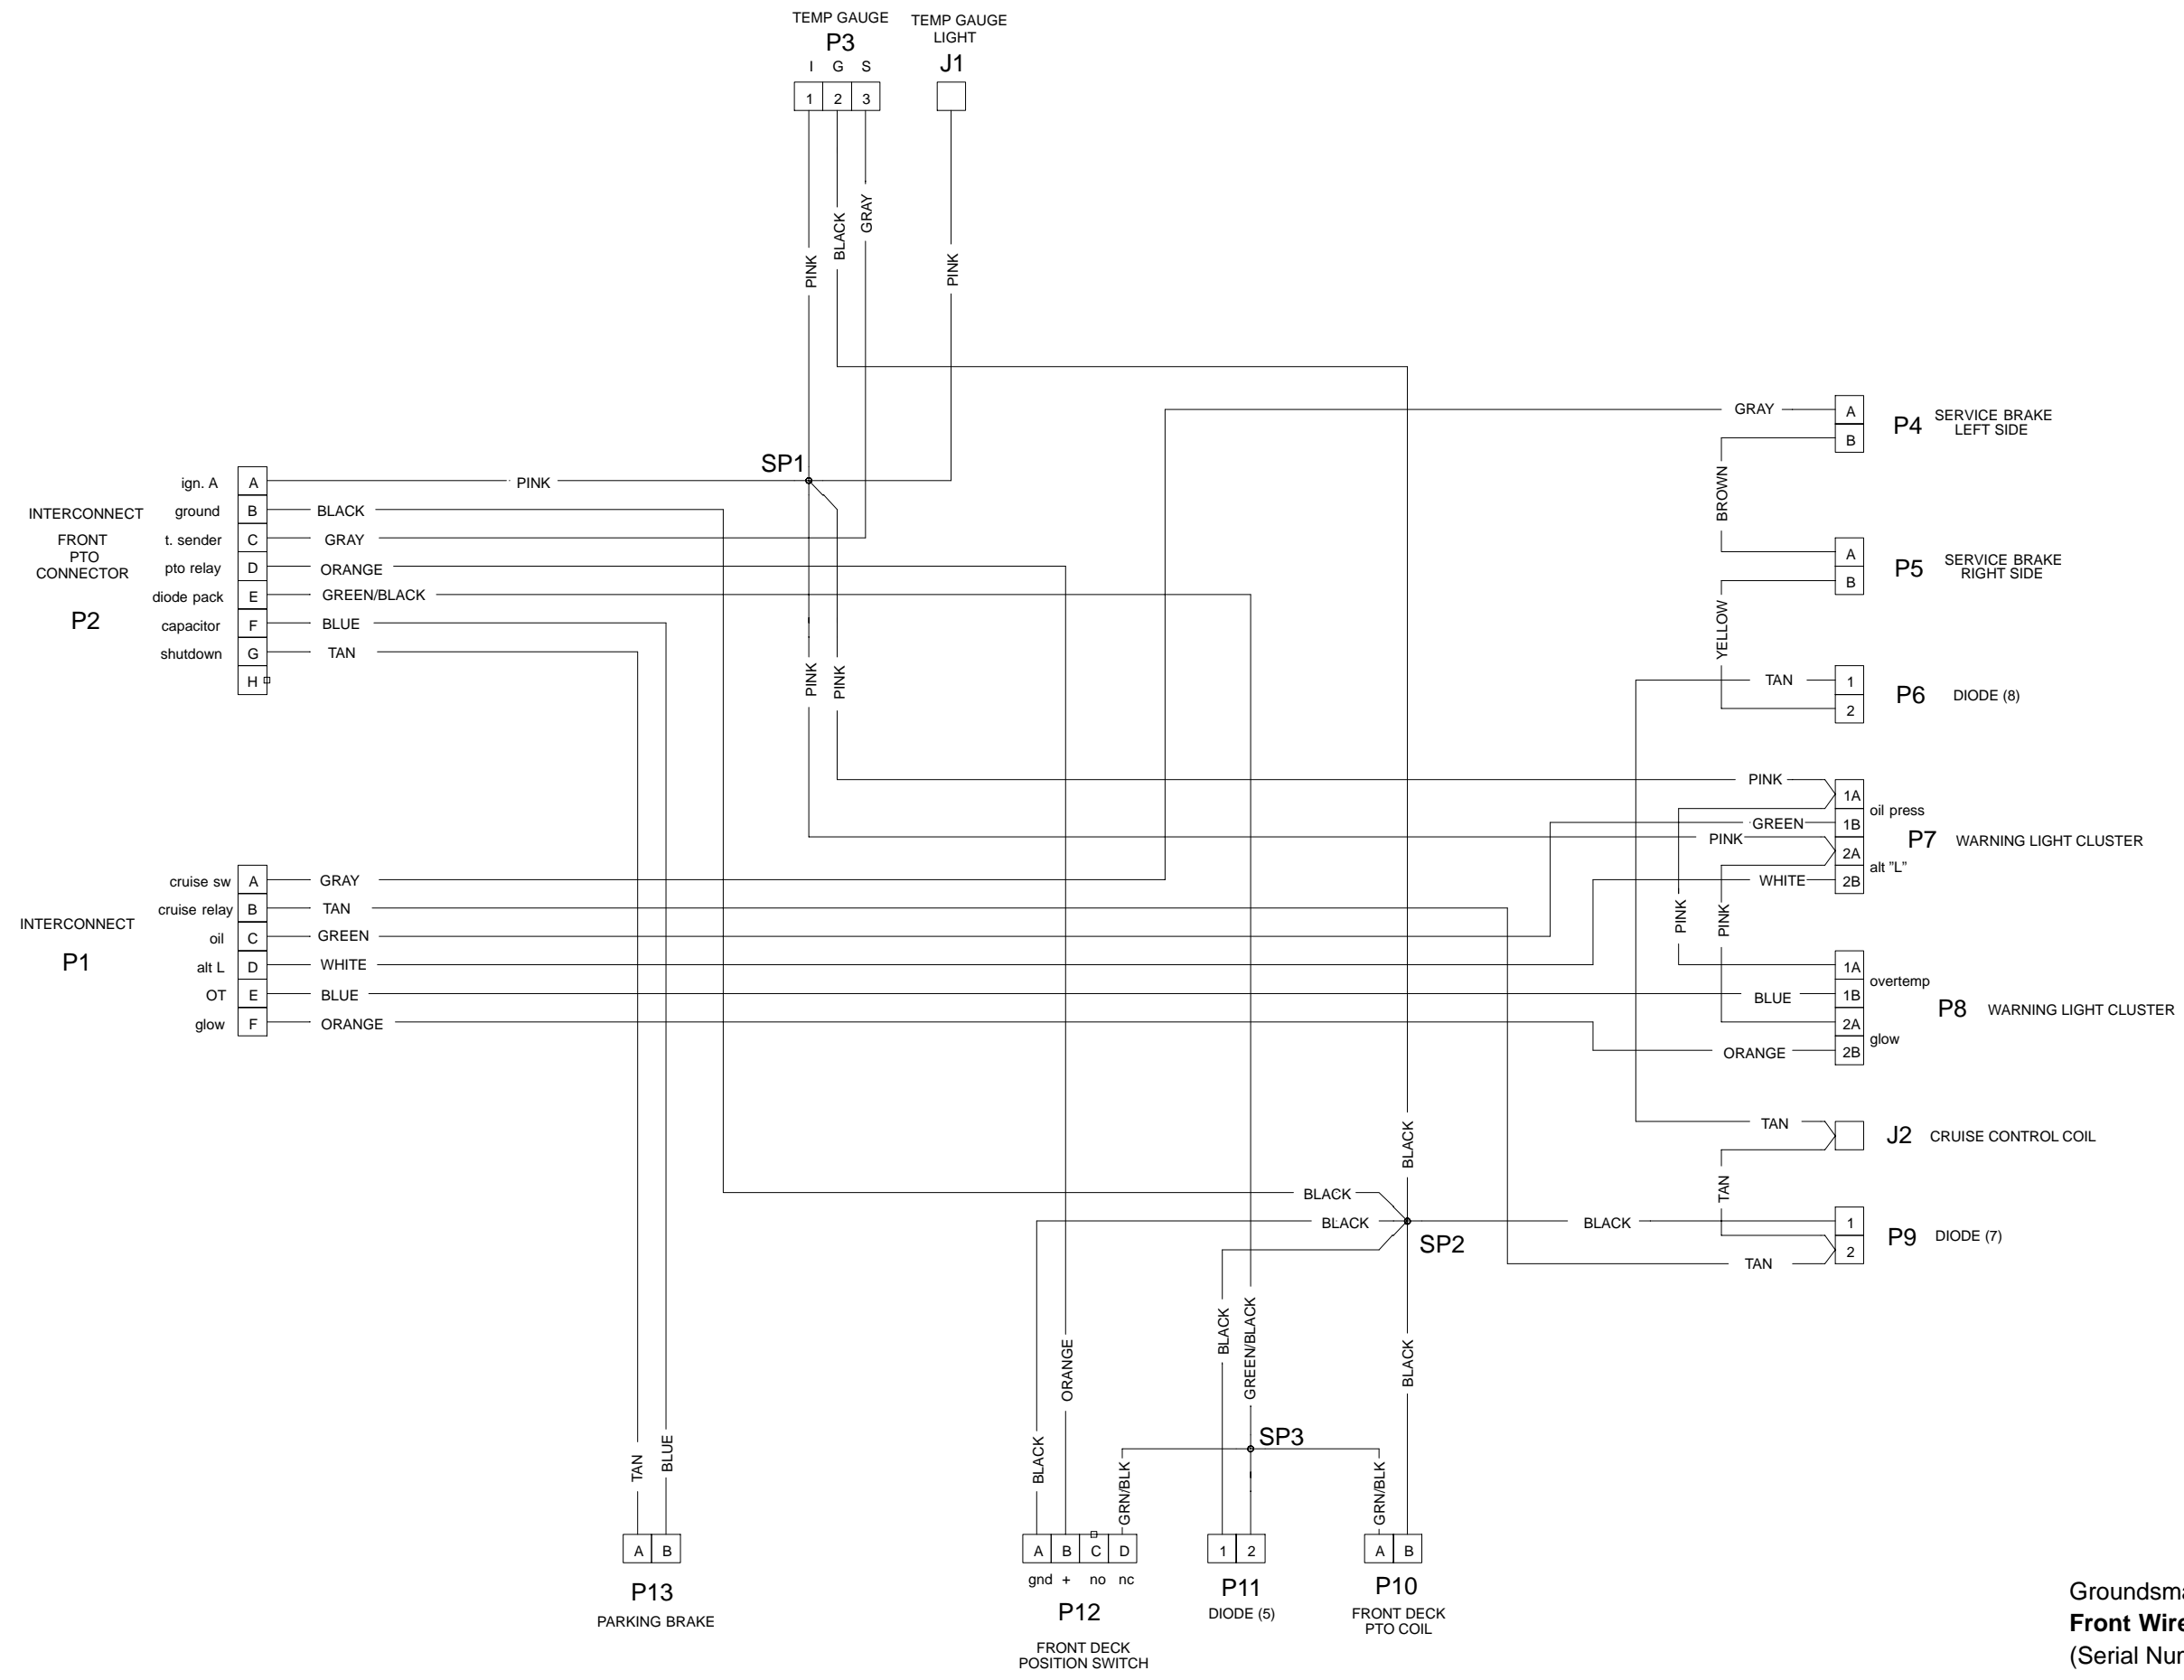 TEMP GAUGE
P3
I G S
1 2 3
TEMP GAUGE
LIGHT
J1
PINK
BLACK
GRAY
PINK
SP1
INTERCONNECT
FRONT
PTO
CONNECTOR
P2
ign. A A PINK
ground B BLACK
t. sender C GRAY
pto relay D ORANGE
diode pack E GREEN/BLACK
capacitor F BLUE
shutdown G TAN
H
PINK
PINK
GRAY A
B
P4 SERVICE BRAKE
LEFT SIDE
BROWN
A
B
P5 SERVICE BRAKE
RIGHT SIDE
YELLOW
TAN 1
2
P6 DIODE (8)
PINK 1A
oil press
GREEN 1B
PINK 2A
alt ”L”
WHITE 2B
P7 WARNING LIGHT CLUSTER
PINK
PINK
INTERCONNECT
P1
cruise sw A GRAY
cruise relay B TAN
oil C GREEN
alt L D WHITE
OT E BLUE
glow F ORANGE
1A
overtemp
BLUE 1B
2A
glow
ORANGE 2B
P8 WARNING LIGHT CLUSTER
TAN
J2 CRUISE CONTROL COIL
TAN
BLACK
BLACK
BLACK
SP2
BLACK 1
2
TAN
P9 DIODE (7)
TAN
BLUE
BLACK
ORANGE
GRN/BLK
BLACK
GREEN/BLACK
SP3
GRN/BLK
BLACK
A B
P13
PARKING BRAKE
A B C D
gnd + no nc
P12
FRONT DECK
POSITION SWITCH
1 2
P11
DIODE (5)
A B
P10
FRONT DECK
PTO COIL
Groundsma
Front Wire
(Serial Nur